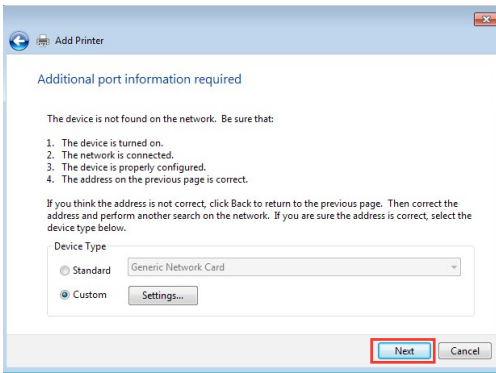 Add Printer
Additional port information required
The device is not found on the network.  Be sure that:
1.  The device is turned on.
2.  The network is connected.
3.  The device is properly configured.
4.  The address on the previous page is correct.
If you think the address is not correct, click Back to return to the previous page.  Then correct the
address and perform another search on the network.  If you are sure the address is correct, select the
device type below.
Device Type
Standard
Generic Network Card
Custom
Settings...
Next
Cancel